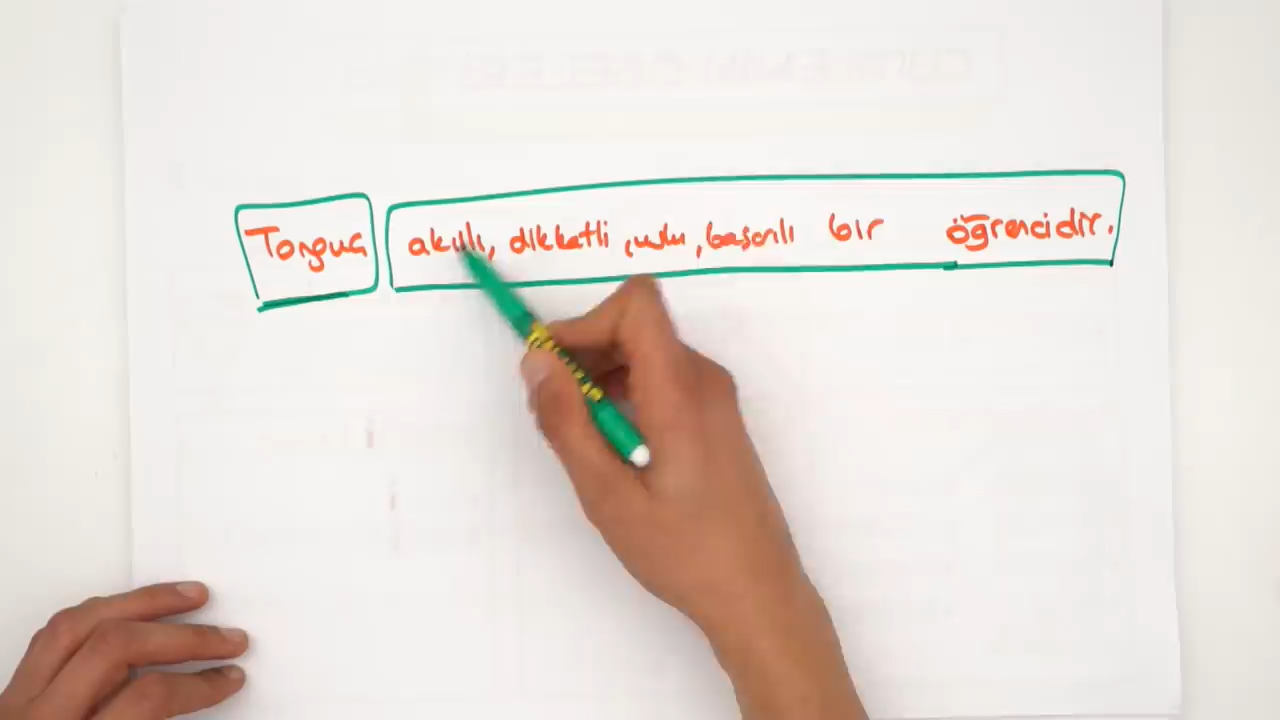 Tonguç akıllı, dikkatli, uslu, başarılı bir öğrencidir.